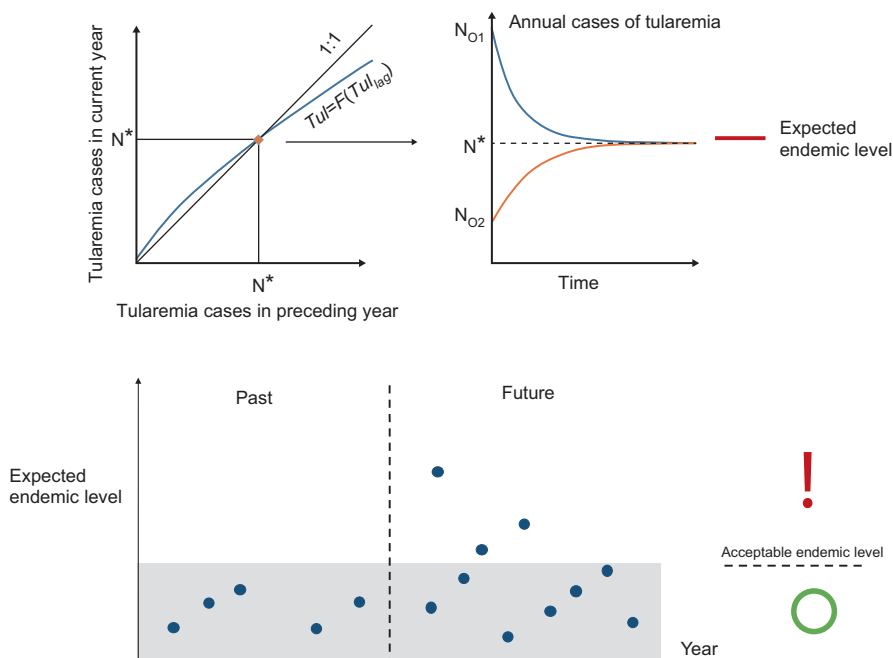 Tularemia cases in current year
N*
1:1
Tul=F(Tul_lag)
N*
Tularemia cases in preceding year
Annual cases of tularemia
N_O1
N*
N_O2
Time
Expected
endemic level
Past
Future
Expected
endemic level
!
Acceptable endemic level
Year